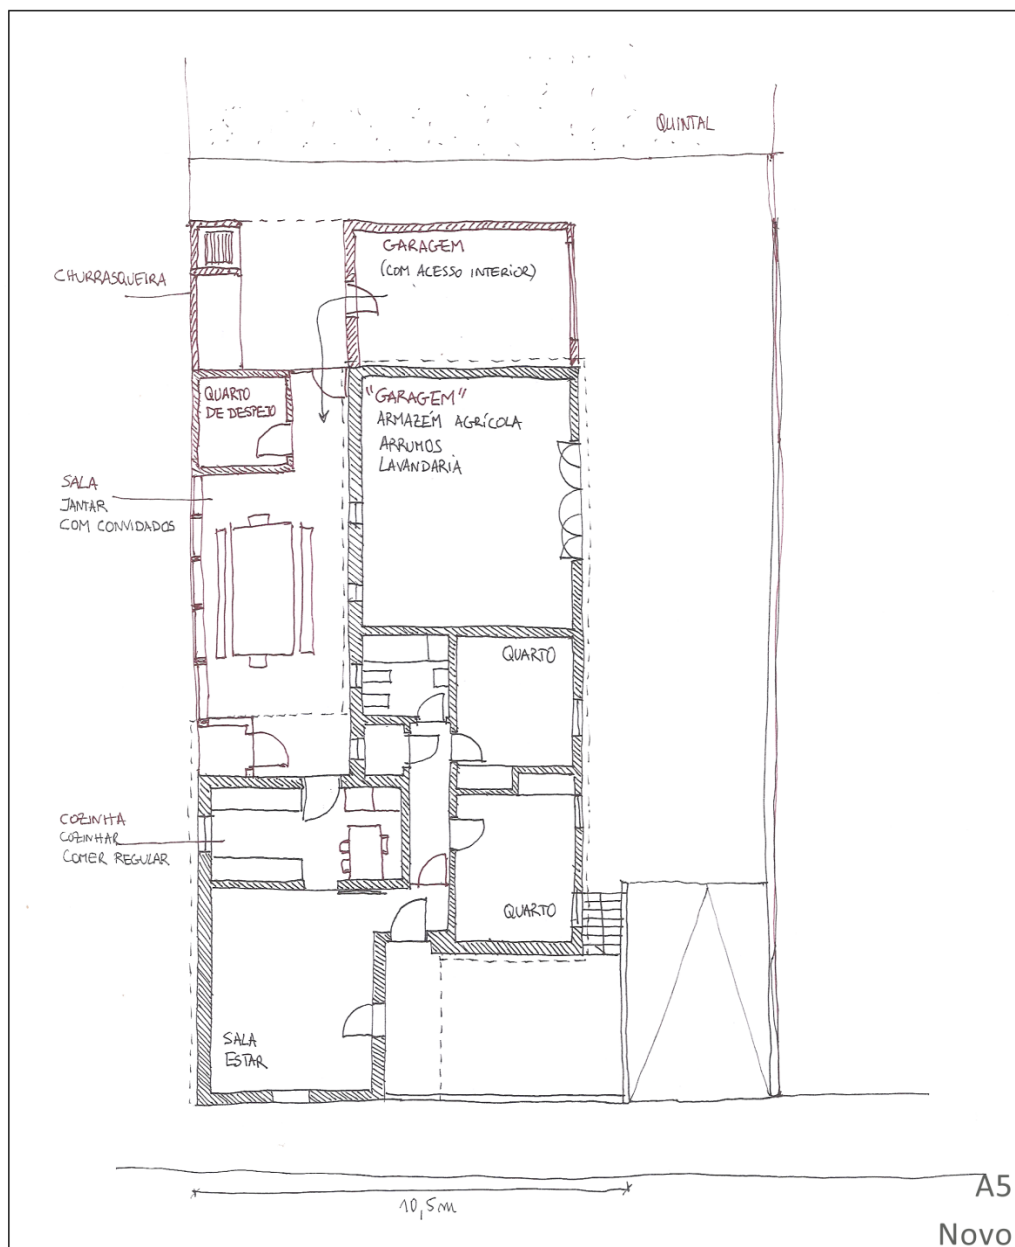 QUINTAL
GARAGEM
(COM ACESSO INTERIOR)
CHURRASQUEIRA
QUARTO
DE DESPEJO
"GARAGEM"
ARMAZÉM AGRÍCOLA
ARRUMOS
LAVANDARIA
SALA
JANTAR
COM CONVIDADOS
QUARTO
COZINHA
COZINHAR
COMER REGULAR
QUARTO
SALA
ESTAR
10,5m
A5
Novo